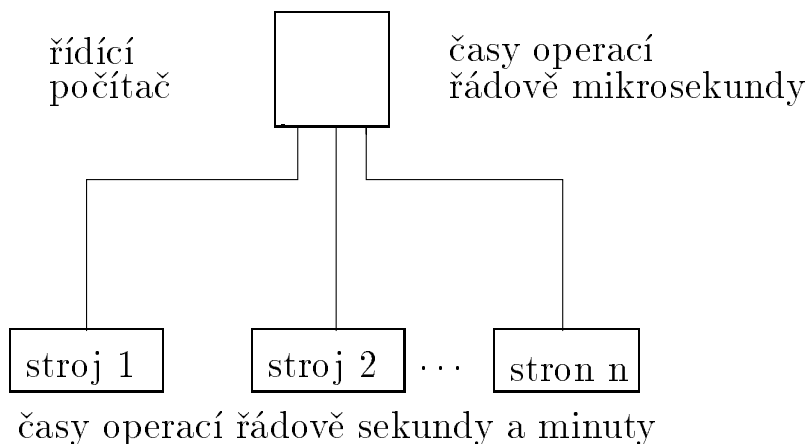 řídící
počítač
časy operací
řádově mikrosekundy
stroj 1
stroj 2
· · ·
stron n
časy operací řádově sekundy a minuty